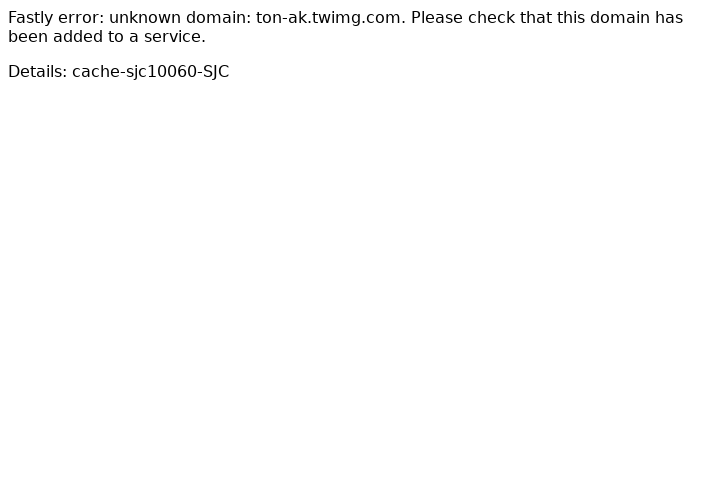 Fastly error: unknown domain: ton-ak.twimg.com. Please check that this domain has
been added to a service.
Details: cache-sjc10060-SJC